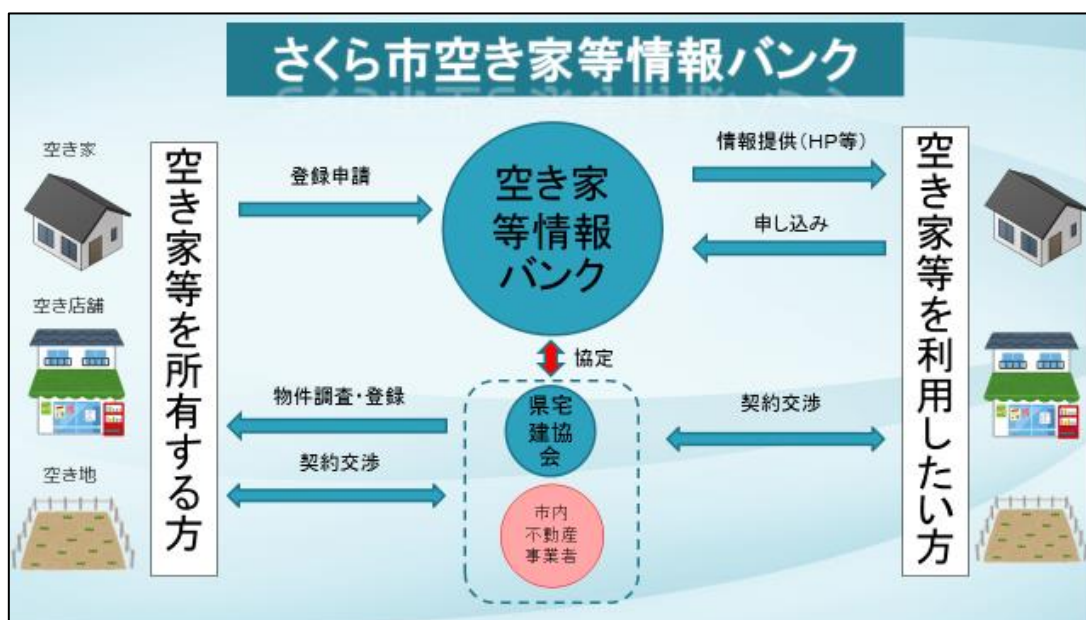 さくら市空き家等情報バンク
空き家
空き店舗
空き地
空き家等を所有する方
登録申請
空き家
等情報
バンク
情報提供(HP等)
申し込み
協定
物件調査・登録
契約交渉
県宅
建協
会
市内
不動産
事業者
契約交渉
空き家等を利用したい方